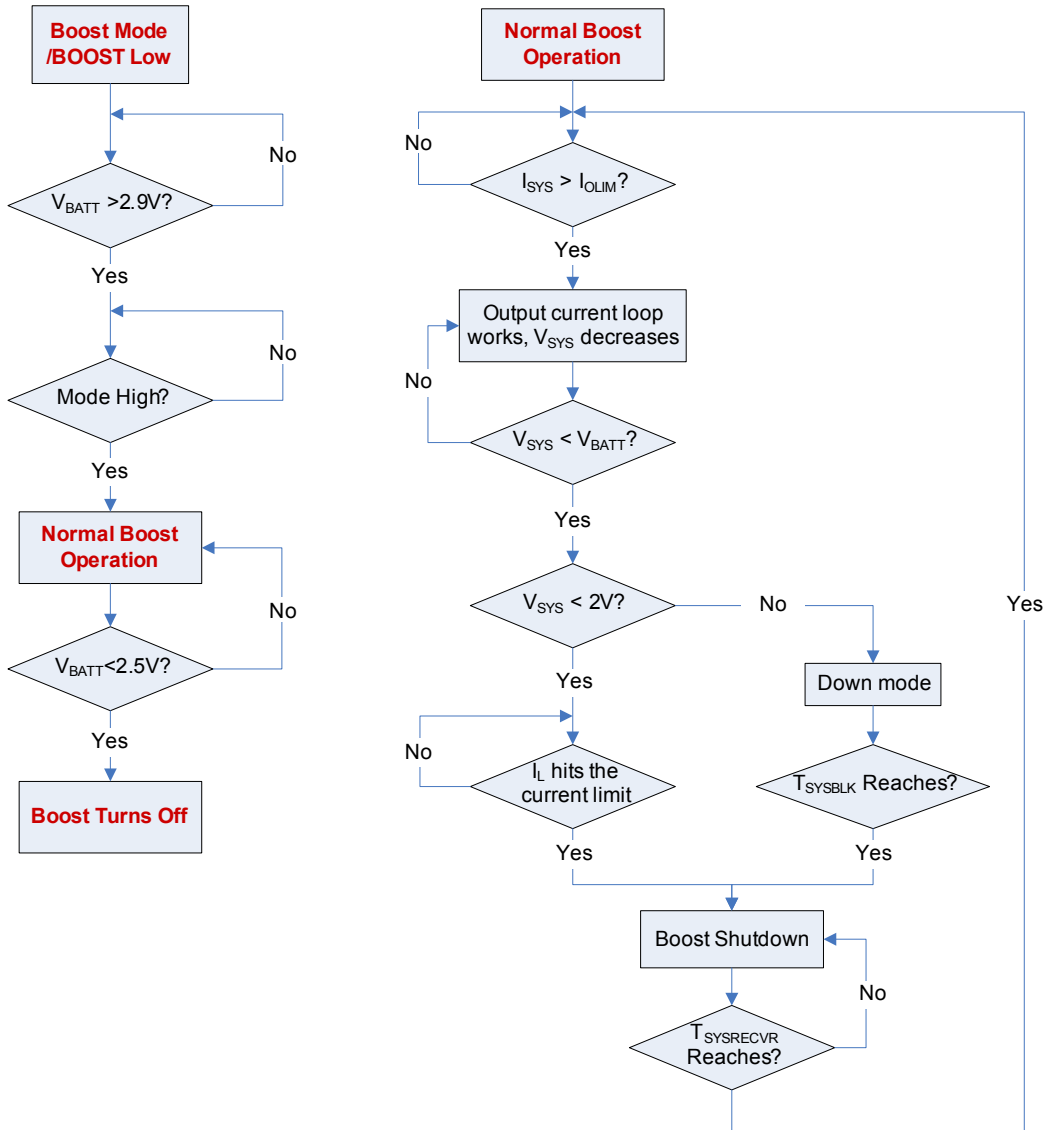 Boost Mode
/BOOST Low
No
VBATT >2.9V?
Yes
No
Mode High?
Yes
Normal Boost
Operation
No
VBATT<2.5V?
Yes
Boost Turns Off
Normal Boost
Operation
No
ISYS > IOLIM?
Yes
Output current loop
works, VSYS decreases
No
VSYS < VBATT?
Yes
VSYS < 2V?
No
Yes
Yes
Down mode
No
IL hits the
current limit
TSYSBLK Reaches?
Yes
Yes
Boost Shutdown
No
TSYSRECVR
Reaches?